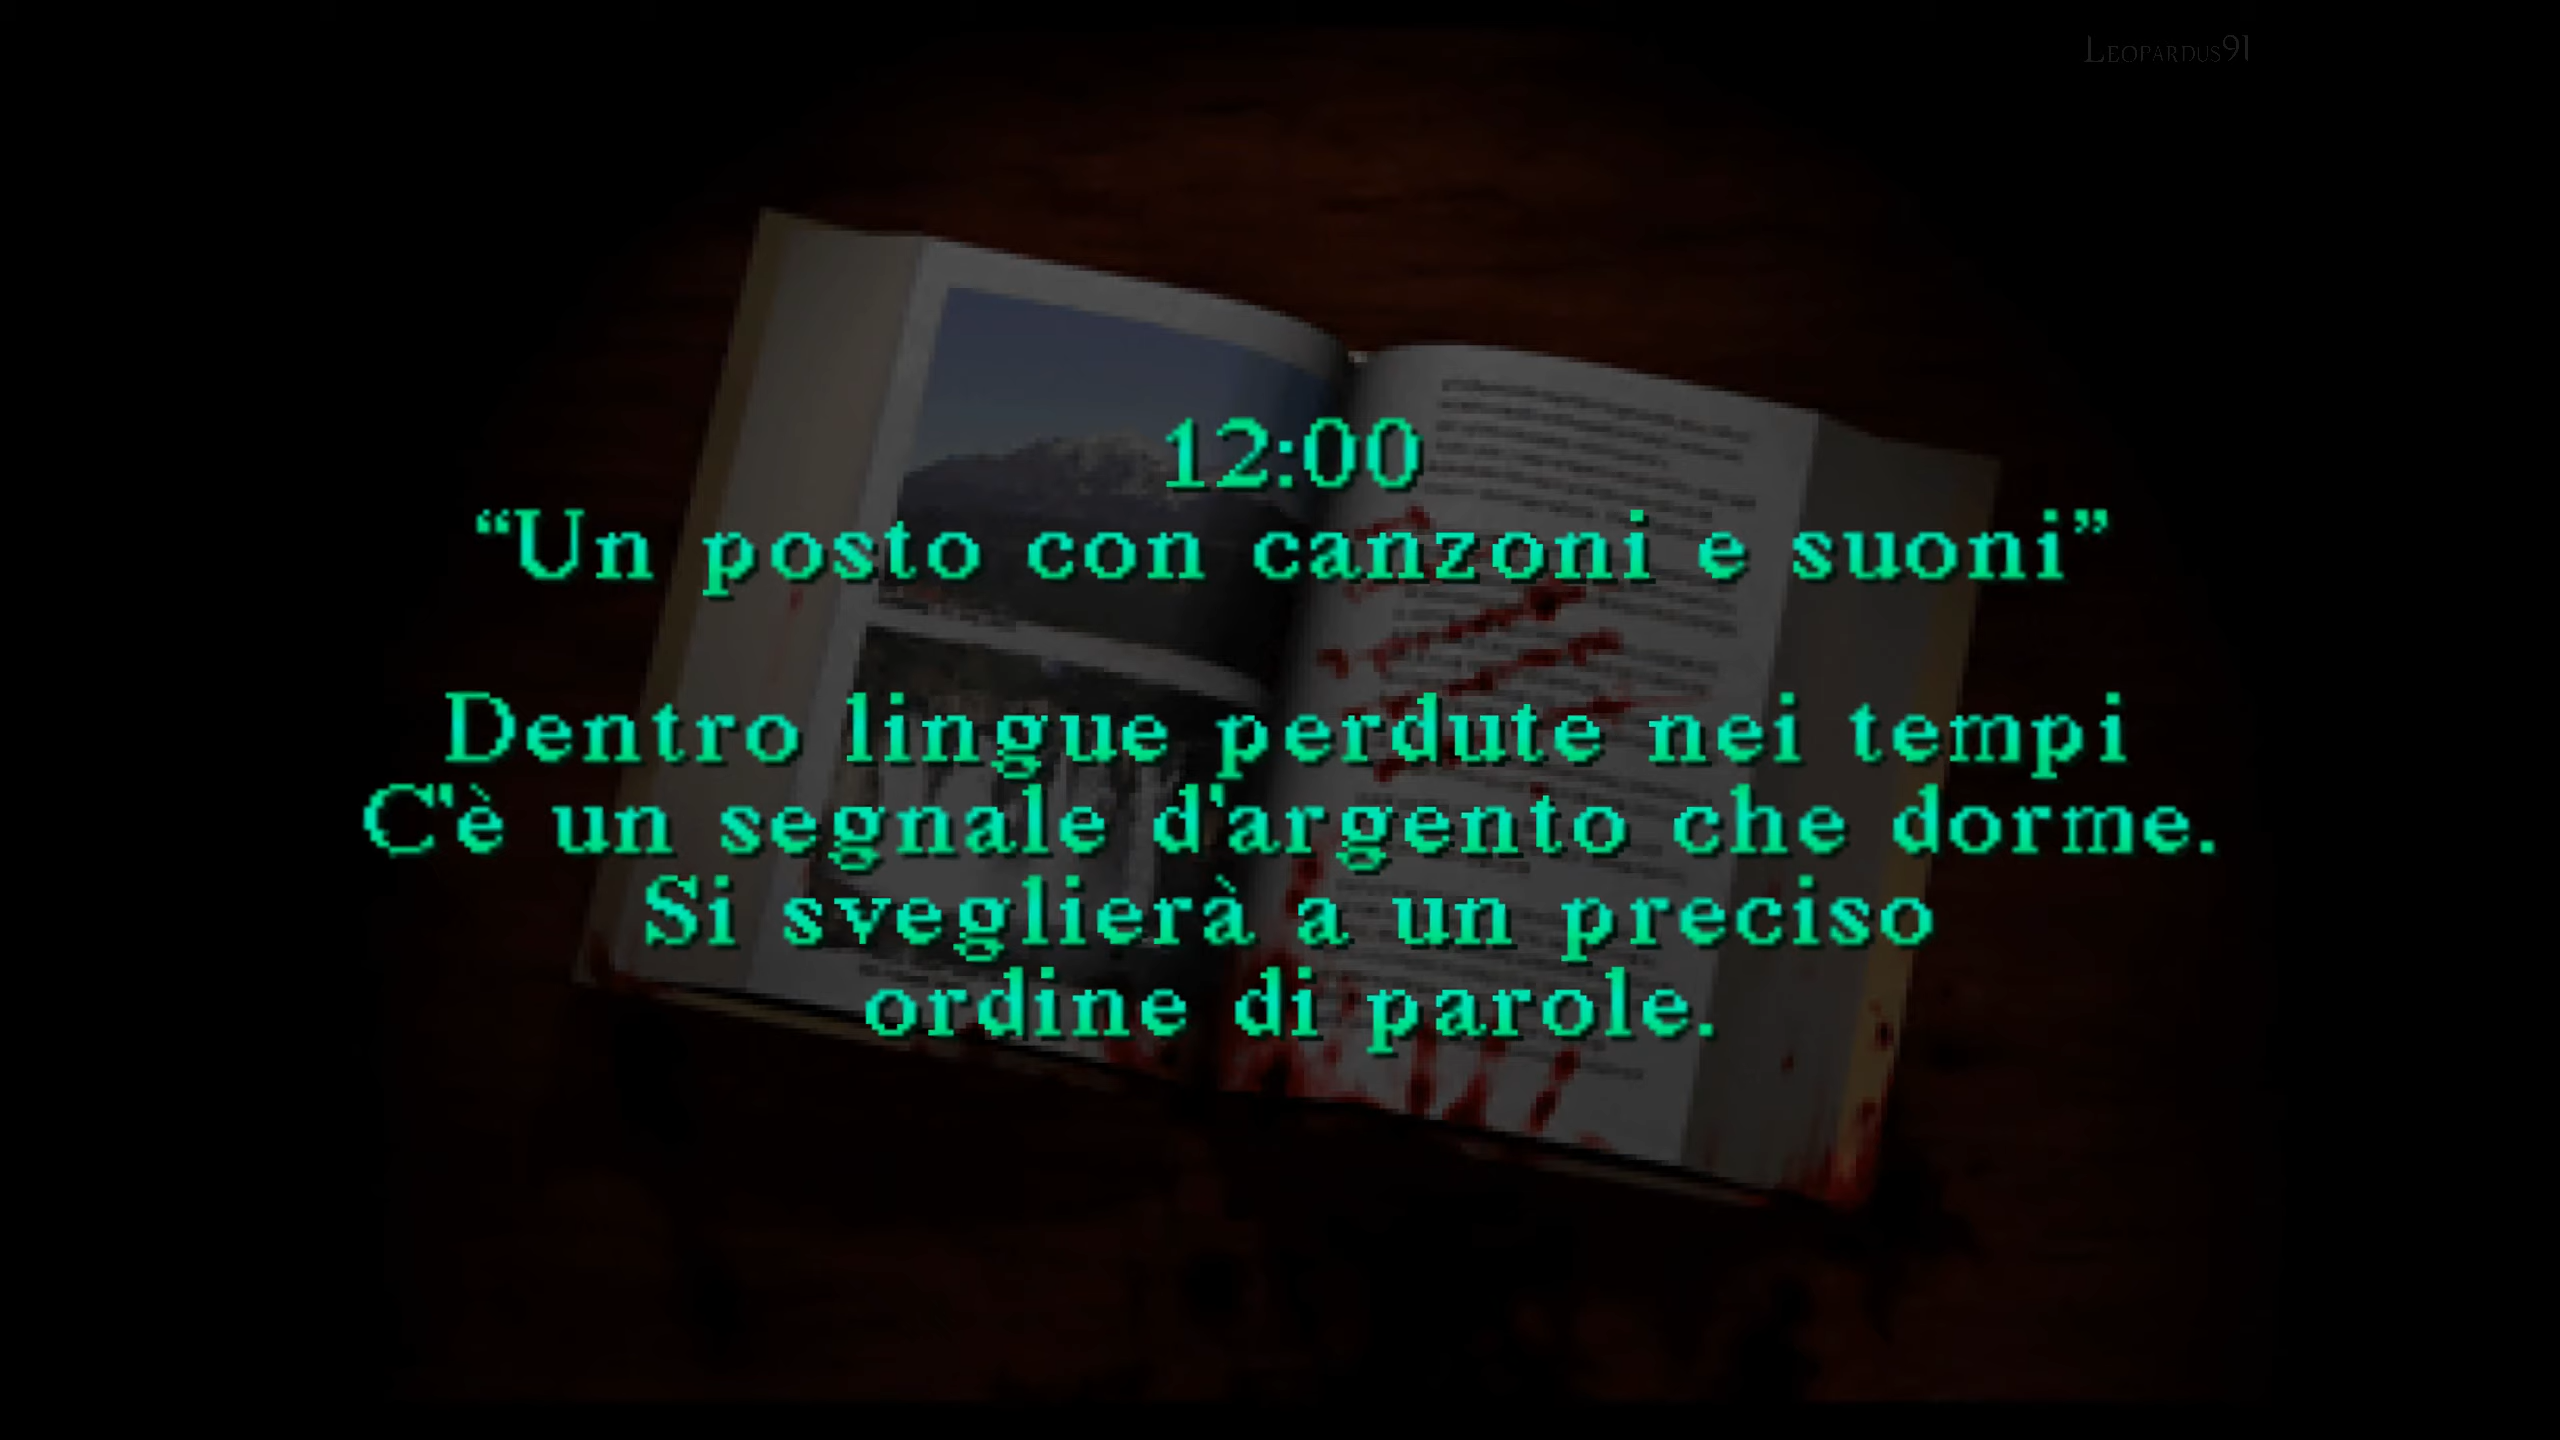 Leopardus91
12:00
“Un posto con canzoni e suoni”
Dentro lingue perdute nei tempi
C'è un segnale d'argento che dorme.
Si sveglierà a un preciso
ordine di parole.